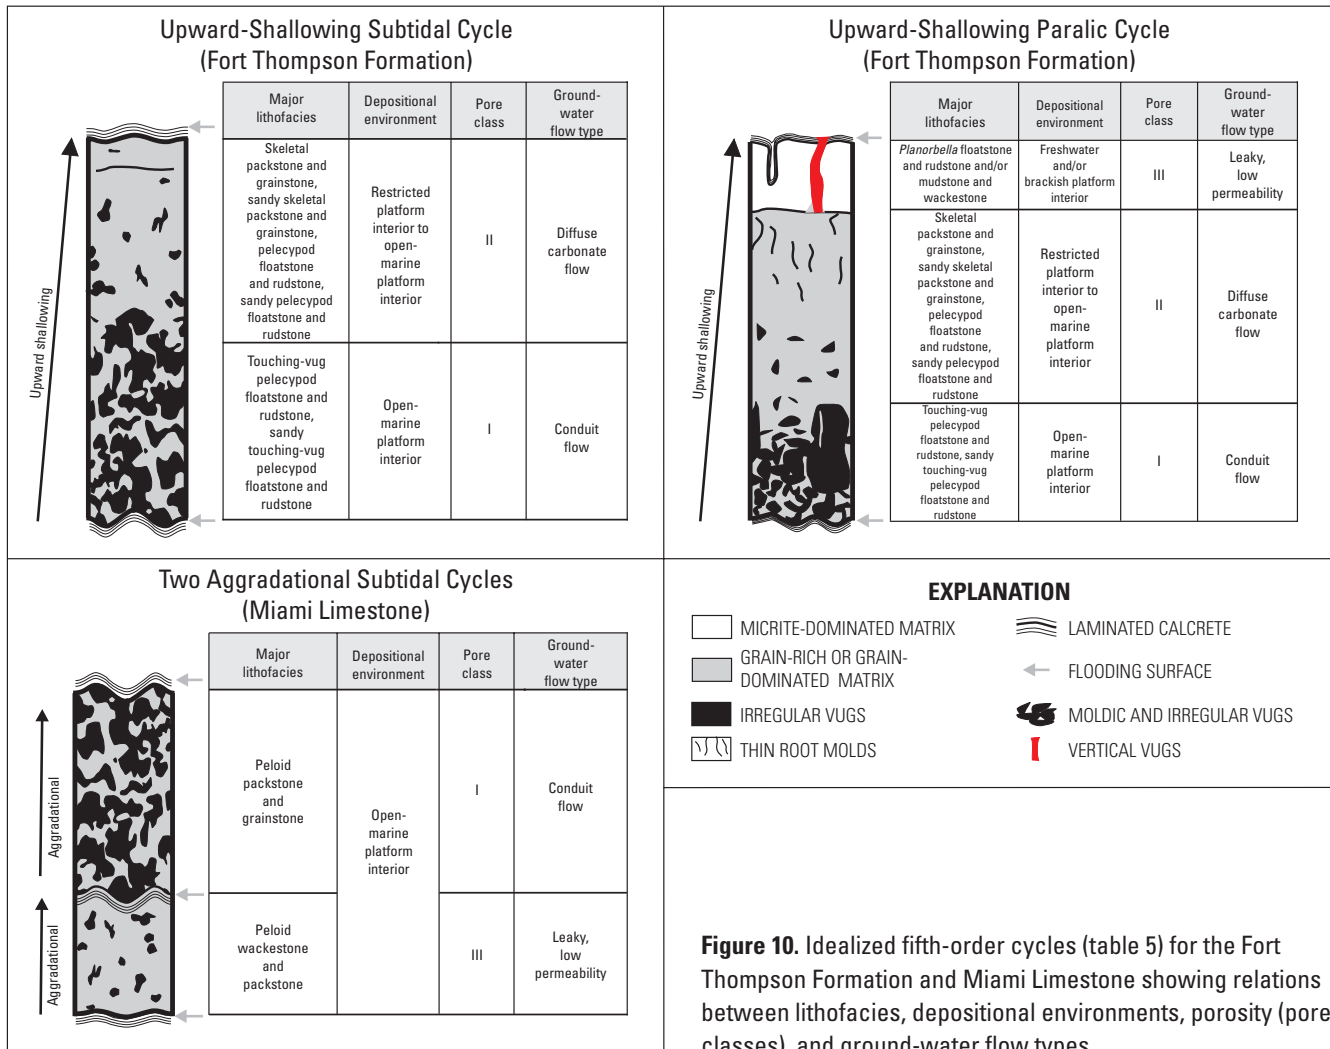 Upward-Shallowing Subtidal Cycle
(Fort Thompson Formation)
Major
lithofacies
Depositional
environment
Pore
class
Ground-
water
flow type
Skeletal
packstone and
grainstone,
sandy skeletal
packstone and
grainstone,
pelecypod
floatstone
and rudstone,
sandy pelecypod
floatstone and
rudstone
Restricted
platform
interior to
open-
marine
platform
interior
II
Diffuse
carbonate
flow
Touching-vug
pelecypod
floatstone and
rudstone,
sandy
touching-vug
pelecypod
floatstone and
rudstone
Open-
marine
platform
interior
I
Conduit
flow
Upward shallowing
Upward-Shallowing Paralic Cycle
(Fort Thompson Formation)
Major
lithofacies
Depositional
environment
Pore
class
Ground-
water
flow type
Planorbella floatstone
and rudstone and/or
mudstone and
wackestone
Freshwater
and/or
brackish platform
interior
III
Leaky,
low
permeability
Skeletal
packstone and
grainstone,
sandy skeletal
packstone and
grainstone,
pelecypod
floatstone
and rudstone,
sandy pelecypod
floatstone and
rudstone
Restricted
platform
interior to
open-
marine
platform
interior
II
Diffuse
carbonate
flow
Touching-vug
pelecypod
floatstone and
rudstone, sandy
touching-vug
pelecypod
floatstone and
rudstone
Open-
marine
platform
interior
I
Conduit
flow
Upward shallowing
Two Aggradational Subtidal Cycles
(Miami Limestone)
Major
lithofacies
Depositional
environment
Pore
class
Ground-
water
flow type
Peloid
packstone
and
grainstone
Open-
marine
platform
interior
I
Conduit
flow
Peloid
wackestone
and
packstone
III
Leaky,
low
permeability
Aggradational
Aggradational
EXPLANATION
MICRITE-DOMINATED MATRIX
GRAIN-RICH OR GRAIN-
DOMINATED MATRIX
IRREGULAR VUGS
THIN ROOT MOLDS
LAMINATED CALCRETE
FLOODING SURFACE
MOLDIC AND IRREGULAR VUGS
VERTICAL VUGS
Figure 10. Idealized fifth-order cycles (table 5) for the Fort
Thompson Formation and Miami Limestone showing relations
between lithofacies, depositional environments, porosity (pore
classes), and ground-water flow types